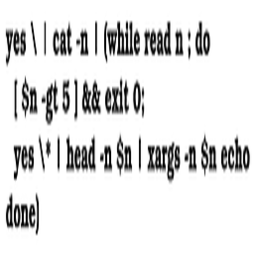 yes \ | cat -n | (while read n ; do
[ $n -gt 5 ] && exit 0;
yes \* | head -n $n | xargs -n $n echo
done)